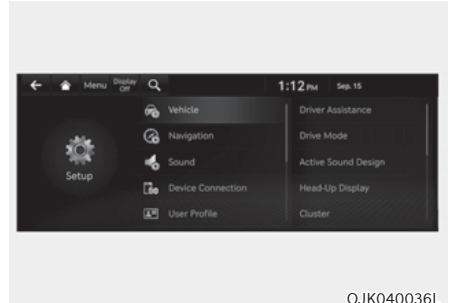 Menu Display Off 1:12 PM Sep. 15
Vehicle
Navigation
Sound
Device Connection
User Profile
Setup
Driver Assistance
Drive Mode
Active Sound Design
Head-Up Display
Cluster
OJK040036L